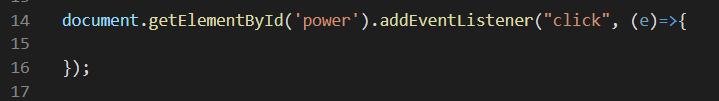 14 document.getElementById('power').addEventListener("click", (e)=>{
15
16 });
17